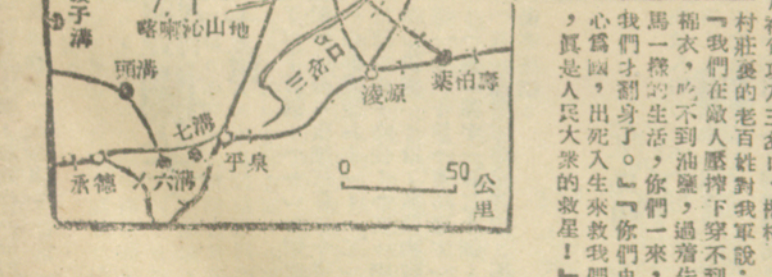 子溝
喀喇沁山地
頭溝
三岔口
凌源
葉柏壽
七溝
平泉
六溝
承德
0 50 公里
村莊裏的老百姓對我軍說：
『我們在敵人壓搾下穿不到
棉衣，吃不到油鹽，過着牛
馬一樣的生活，你們一來，
我們才翻身了。』『你們忠
心爲國，出死入生來救我們
，眞是人民大衆的救星！』